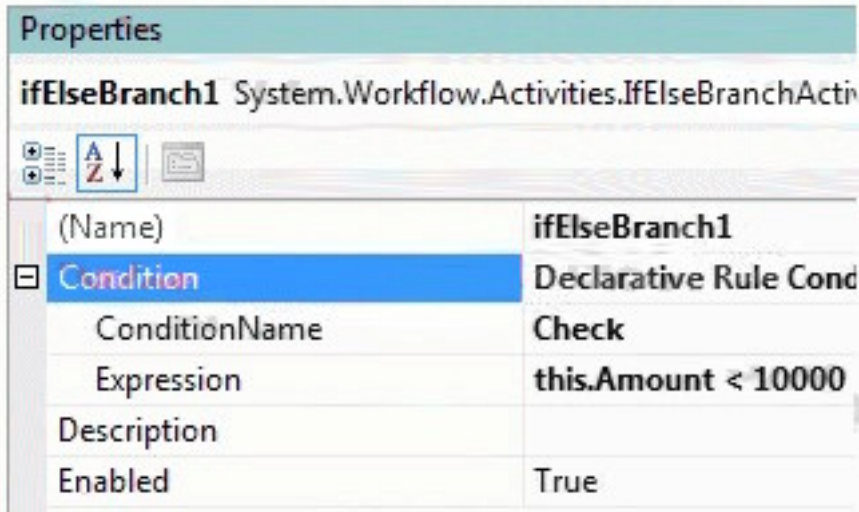 Properties
ifElseBranch1 System.Workflow.Activities.IfElseBranchActiv
(Name) ifElseBranch1
Condition Declarative Rule Cond
ConditionName Check
Expression this.Amount < 10000
Description
Enabled True